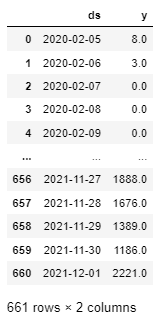 ds y
0 2020-02-05 8.0
1 2020-02-06 3.0
2 2020-02-07 0.0
3 2020-02-08 0.0
4 2020-02-09 0.0
... ... ...
656 2021-11-27 1888.0
657 2021-11-28 1676.0
658 2021-11-29 1389.0
659 2021-11-30 1186.0
660 2021-12-01 2221.0
661 rows × 2 columns